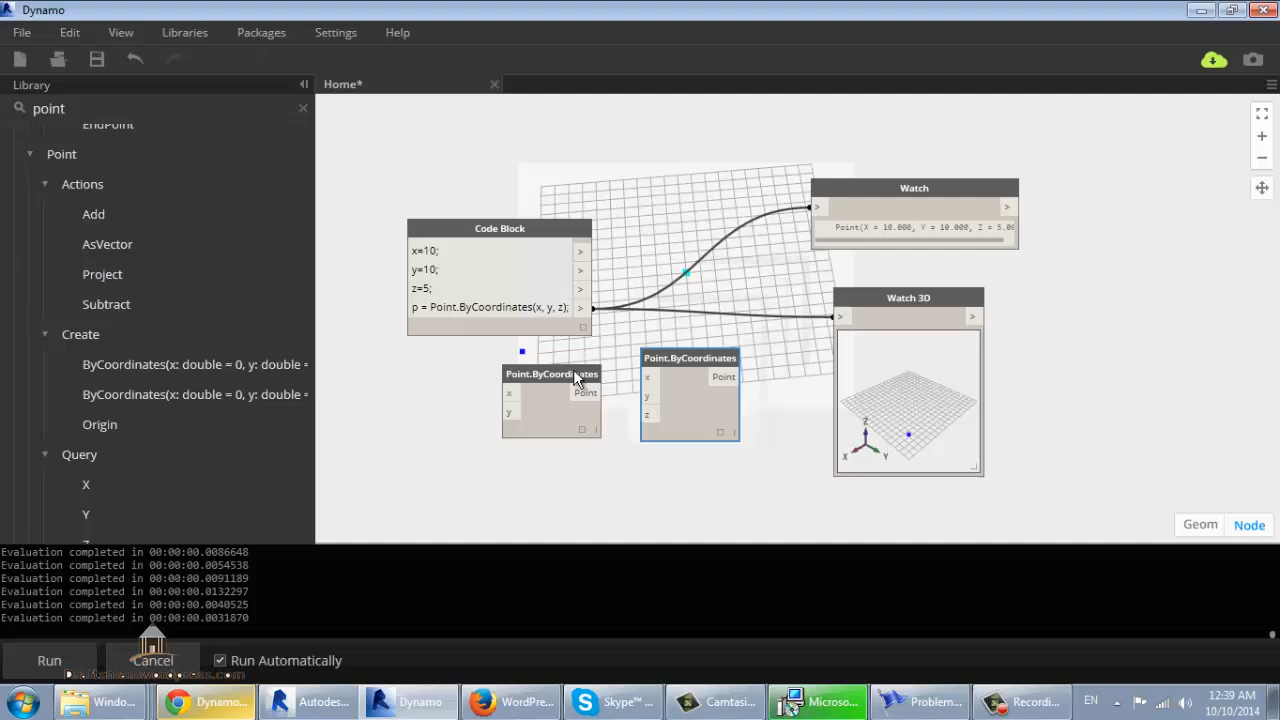 Dynamo
File Edit View Libraries Packages Settings Help
Library
Home*
point
EndPoint
Point
Actions
Add
AsVector
Project
Subtract
Create
ByCoordinates(x: double = 0, y: double =
ByCoordinates(x: double = 0, y: double =
Origin
Query
X
Y
Code Block
x=10; >
y=10; >
z=5; >
p = Point.ByCoordinates(x, y, z); >
Watch
> >
Point(X = 10.000, Y = 10.000, Z = 5.00
Watch 3D
> >
Z
X Y
Point.ByCoordinates
x Point
y
Point.ByCoordinates
x Point
y
z
Geom Node
Evaluation completed in 00:00:00.0086648
Evaluation completed in 00:00:00.0054538
Evaluation completed in 00:00:00.0091189
Evaluation completed in 00:00:00.0132297
Evaluation completed in 00:00:00.0040525
Evaluation completed in 00:00:00.0031870
Run Cancel Run Automatically
Windo... Dynamo... Autodes... Dynamo WordPre... Skype™ ... Camtasi... Microso... Problem... Recordi... EN
12:39 AM
10/10/2014